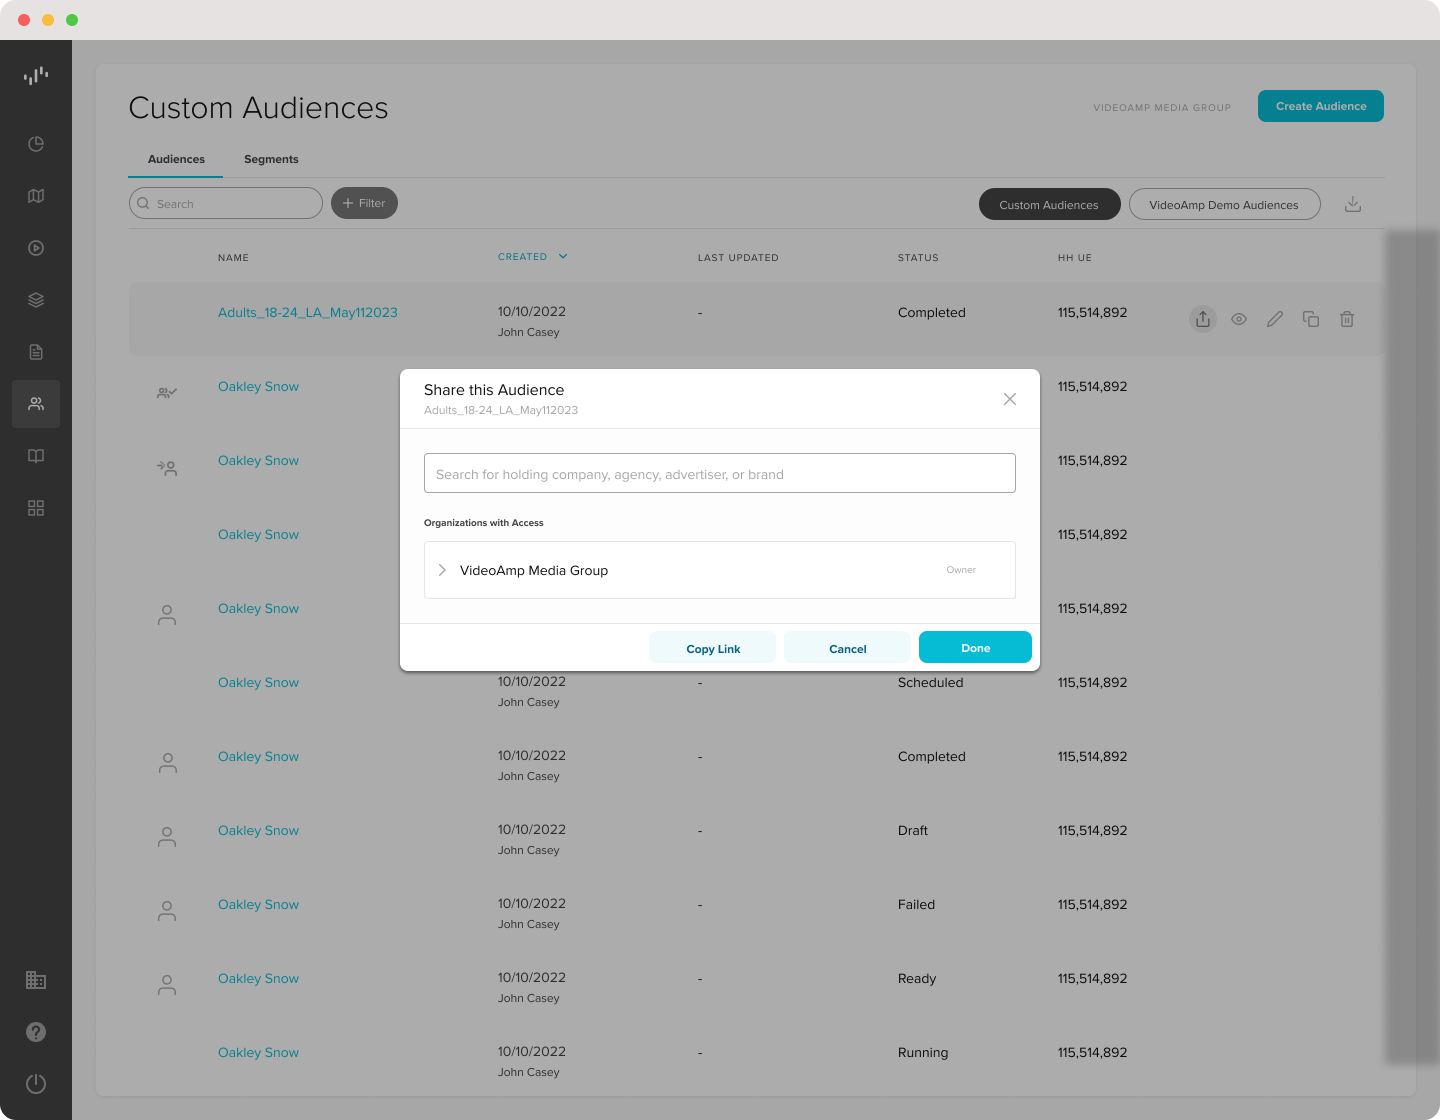 Custom Audiences
VIDEOAMP MEDIA GROUP
Create Audience
Audiences
Segments
Search
Filter
Custom Audiences
VideoAmp Demo Audiences
NAME
CREATED
LAST UPDATED
STATUS
HH UE
Adults_18-24_LA_May112023
10/10/2022
John Casey
-
Completed
115,514,892
Oakley Snow
115,514,892
Oakley Snow
115,514,892
Oakley Snow
115,514,892
Oakley Snow
115,514,892
Share this Audience
Adults_18-24_LA_May112023
Search for holding company, agency, advertiser, or brand
Organizations with Access
VideoAmp Media Group
Owner
Copy Link
Cancel
Done
Oakley Snow
10/10/2022
John Casey
-
Scheduled
115,514,892
Oakley Snow
10/10/2022
John Casey
-
Completed
115,514,892
Oakley Snow
10/10/2022
John Casey
-
Draft
115,514,892
Oakley Snow
10/10/2022
John Casey
-
Failed
115,514,892
Oakley Snow
10/10/2022
John Casey
-
Ready
115,514,892
Oakley Snow
10/10/2022
John Casey
-
Running
115,514,892